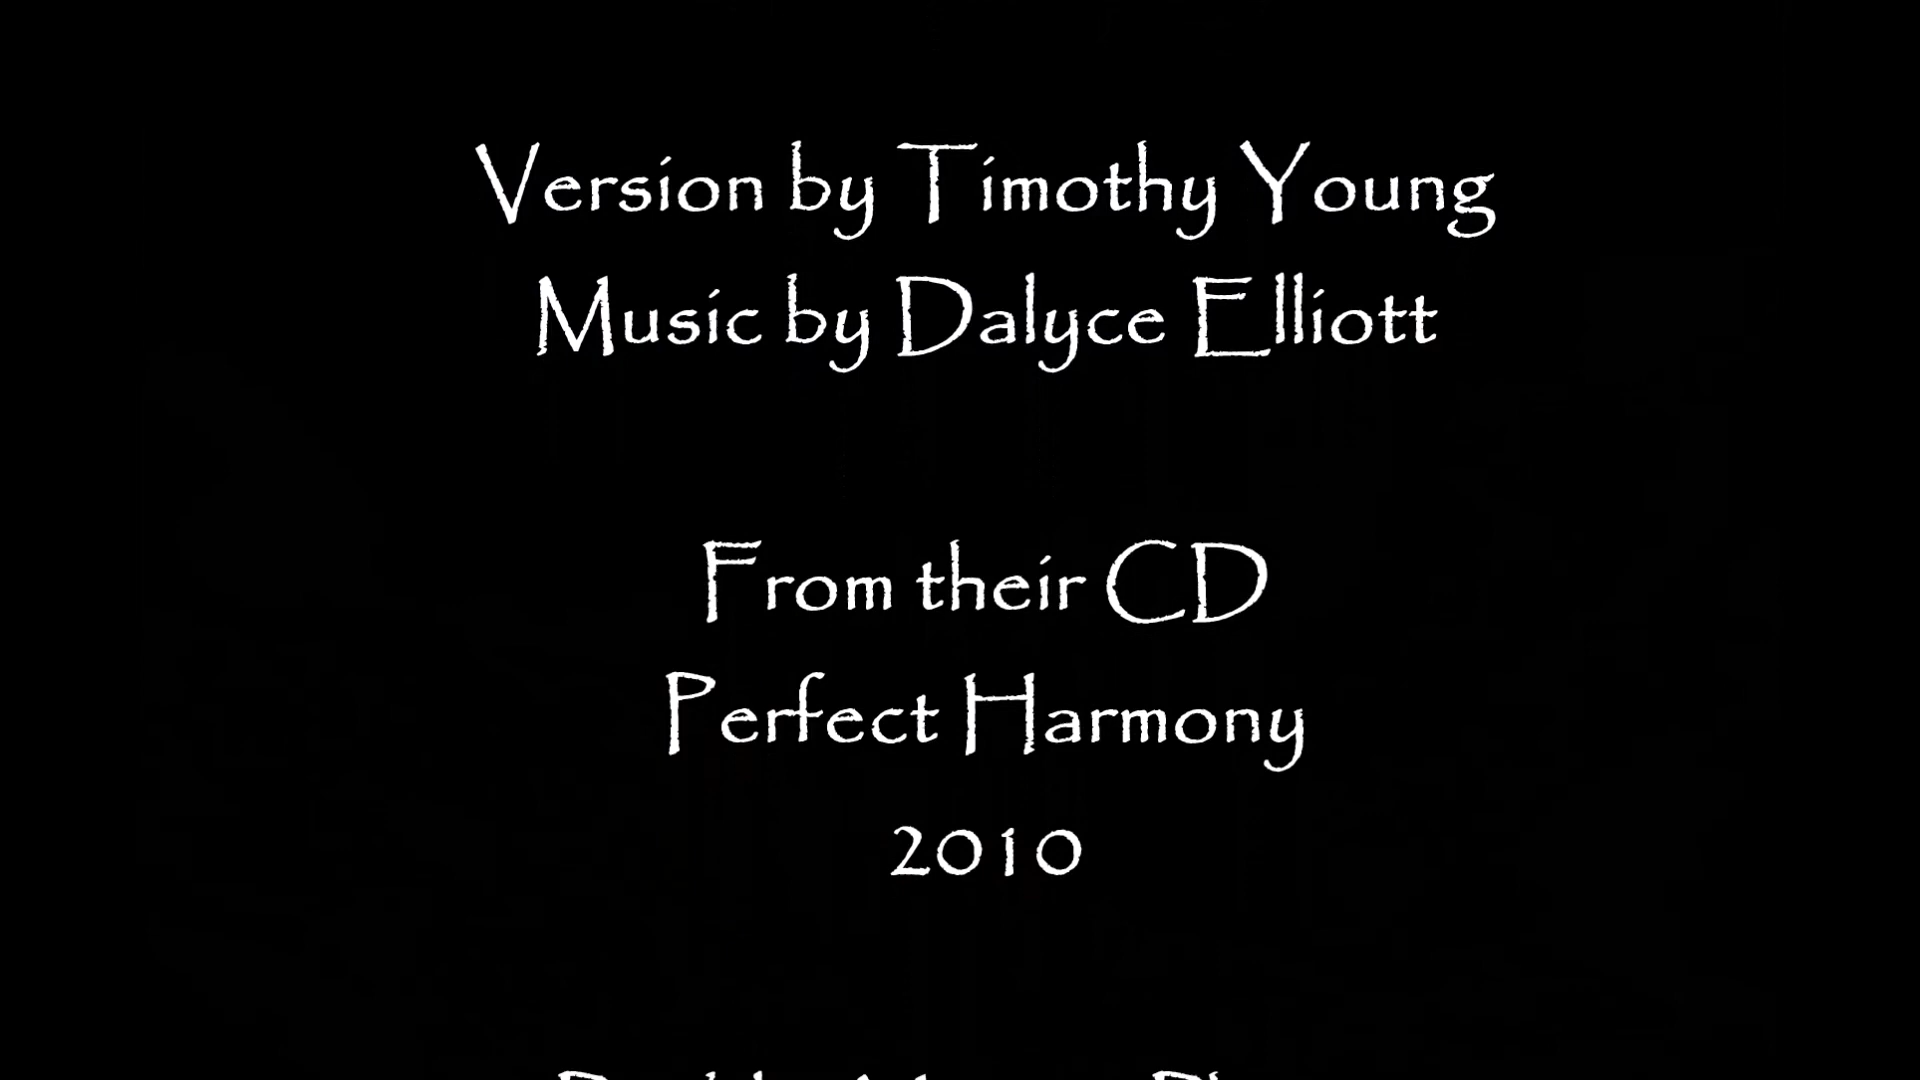 Version by Timothy Young
Music by Dalyce Elliott
From their CD
Perfect Harmony
2010